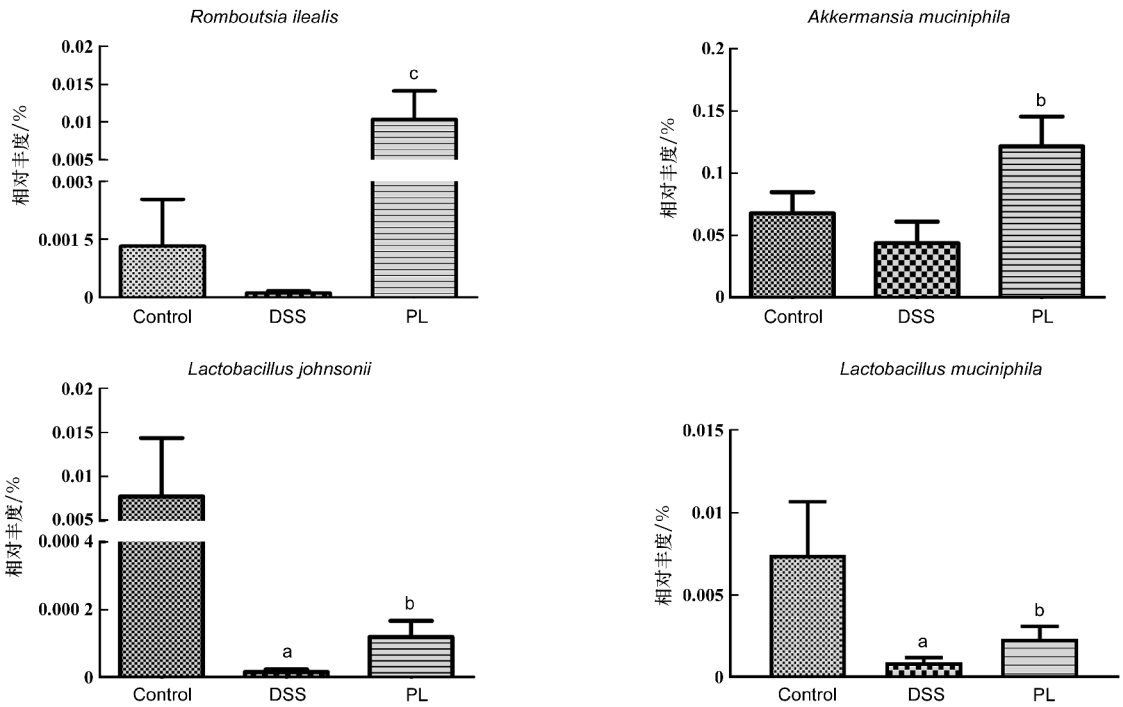 Romboutsia ilealis
0.02
0.015
0.01
0.005
0.003
0.0015
0
相对丰度/%
c
Control
DSS
PL
Akkermansia muciniphila
0.2
0.15
0.1
0.05
0
相对丰度/%
b
Control
DSS
PL
Lactobacillus johnsonii
0.02
0.015
0.01
0.005
0.000 4
0.000 2
0
相对丰度/%
a
b
Control
DSS
PL
Lactobacillus muciniphila
0.015
0.01
0.005
0
相对丰度/%
a
b
Control
DSS
PL